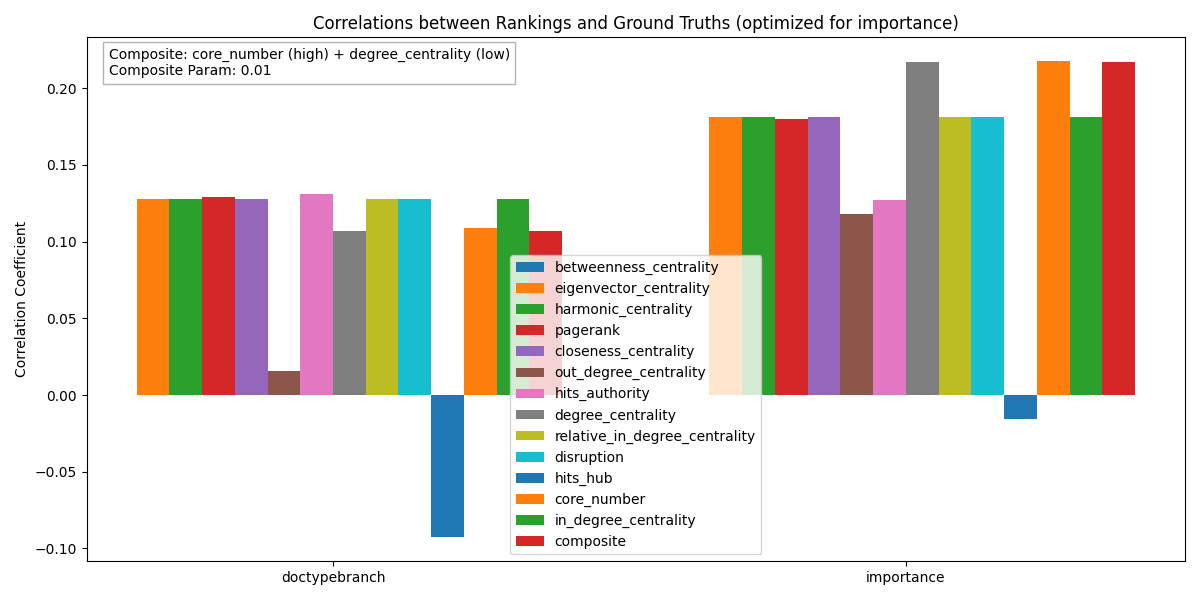 Correlations between Rankings and Ground Truths (optimized for importance)
Composite: core_number (high) + degree_centrality (low)
Composite Param: 0.01
Correlation Coefficient
0.20
0.15
0.10
0.05
0.00
−0.05
−0.10
betweenness_centrality
eigenvector_centrality
harmonic_centrality
pagerank
closeness_centrality
out_degree_centrality
hits_authority
degree_centrality
relative_in_degree_centrality
disruption
hits_hub
core_number
in_degree_centrality
composite
doctypebranch
importance